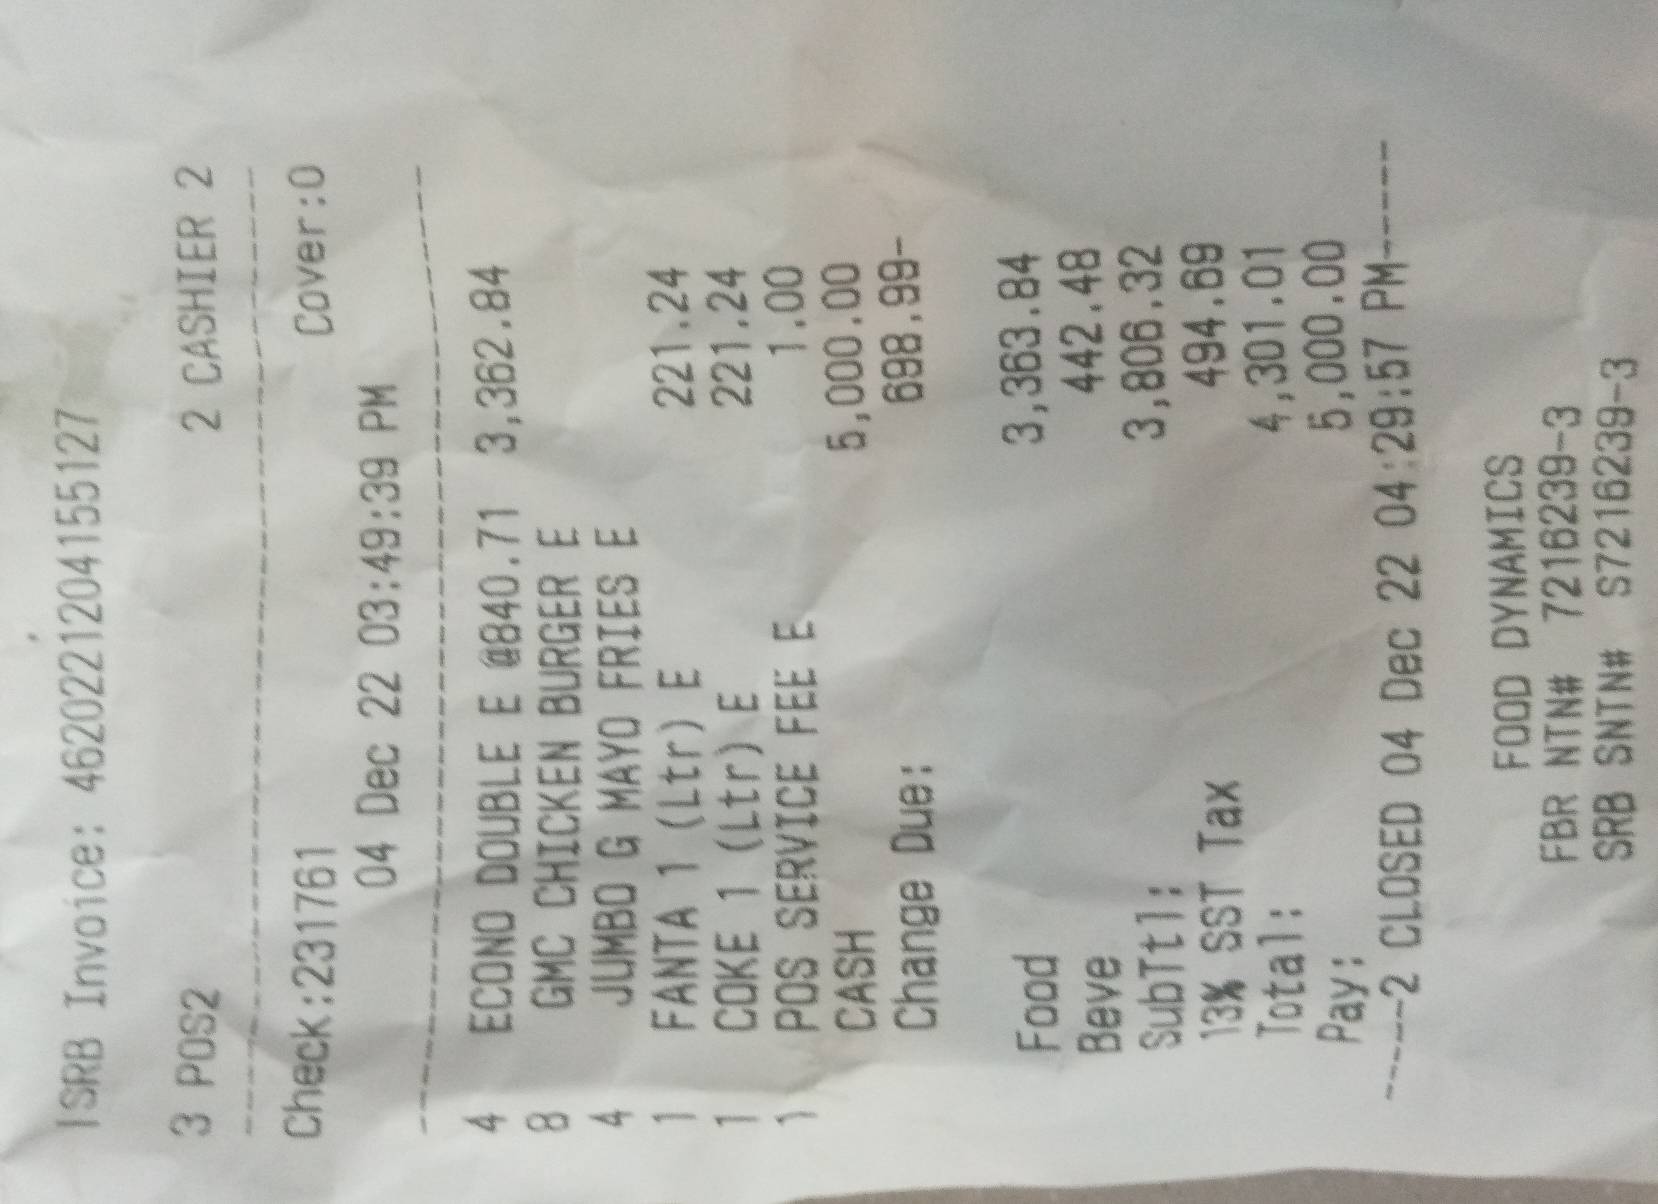 SRB Invoice: 4620221204155127
3 POS2 2 CASHIER 2
Check:231761 Cover:0
04 Dec 22 03:49:39 PM
4 ECONO DOUBLE E @840.71 3,362.84
8 GMC CHICKEN BURGER E
4 JUMBO G MAYO FRIES E
1 FANTA 1 (Ltr) E 221.24
1 COKE 1 (Ltr) E 221.24
1 POS SERVICE FEE E 1.00
CASH 5,000.00
Change Due: 698.99-
Food 3,363.84
Beve 442.48
SubTtl: 3,806.32
13% SST Tax 494.69
Total: 4,301.01
Pay: 5,000.00
-----2 CLOSED 04 Dec 22 04:29:57 PM-----
FOOD DYNAMICS
FBR NTN# 7216239-3
SRB SNTN# S7216239-3